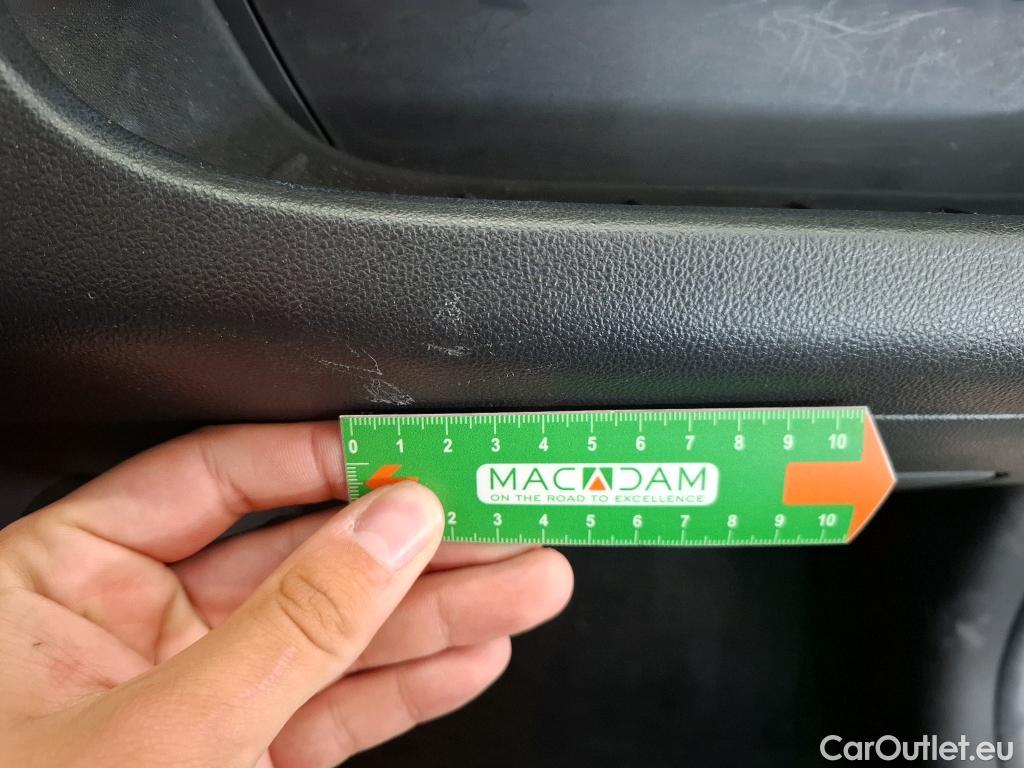 0 1 2 3 4 5 6 7 8 9 10
MACADAM
ON THE ROAD TO EXCELLENCE
2 3 4 5 6 7 8 9 10
CarOutlet.eu